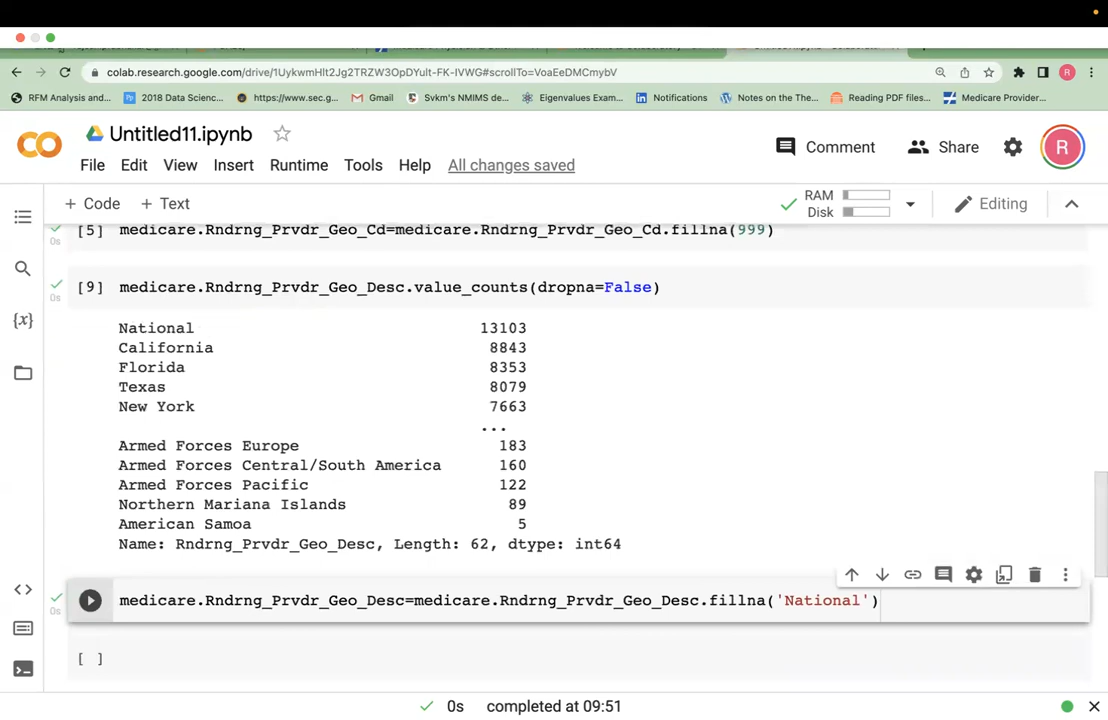 colab.research.google.com/drive/1UykwmHlt2Jg2TRZW3OpDYult-FK-IVWG#scrollTo=VoaEeDMCmybV
RFM Analysis and... 2018 Data Scienc... https://www.sec.g... Gmail Svkm's NMIMS de... Eigenvalues Exam... Notifications Notes on the The... Reading PDF files... Medicare Provider...
Untitled11.ipynb
Comment Share R
File Edit View Insert Runtime Tools Help All changes saved
+ Code + Text RAM Disk Editing
[5] medicare.Rndrng_Prvdr_Geo_Cd=medicare.Rndrng_Prvdr_Geo_Cd.fillna(999)
0s
[9] medicare.Rndrng_Prvdr_Geo_Desc.value_counts(dropna=False)
0s
National 13103
California 8843
Florida 8353
Texas 8079
New York 7663
...
Armed Forces Europe 183
Armed Forces Central/South America 160
Armed Forces Pacific 122
Northern Mariana Islands 89
American Samoa 5
Name: Rndrng_Prvdr_Geo_Desc, Length: 62, dtype: int64
medicare.Rndrng_Prvdr_Geo_Desc=medicare.Rndrng_Prvdr_Geo_Desc.fillna('National')
0s
[ ]
0s completed at 09:51